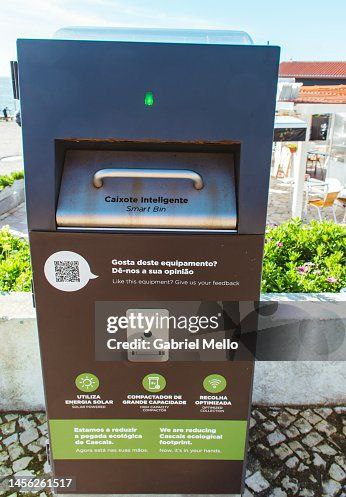 Caixote Inteligente
Smart Bin
Gosta deste equipamento?
Dê-nos a sua opinião
Like this equipment? Give us your feedback
gettyimages
Credit: Gabriel Mello
UTILIZA
ENERGIA SOLAR
SOLAR POWERED
COMPACTADOR DE
GRANDE CAPACIDADE
HIGH CAPACITY
COMPACTOR
RECOLHA
OPTIMIZADA
OPTIMIZED
COLLECTION
Estamos a reduzir
a pegada ecológica
de Cascais.
Agora está nas suas mãos.
We are reducing
Cascais ecological
footprint.
Now, it's in your hands.
1452161511